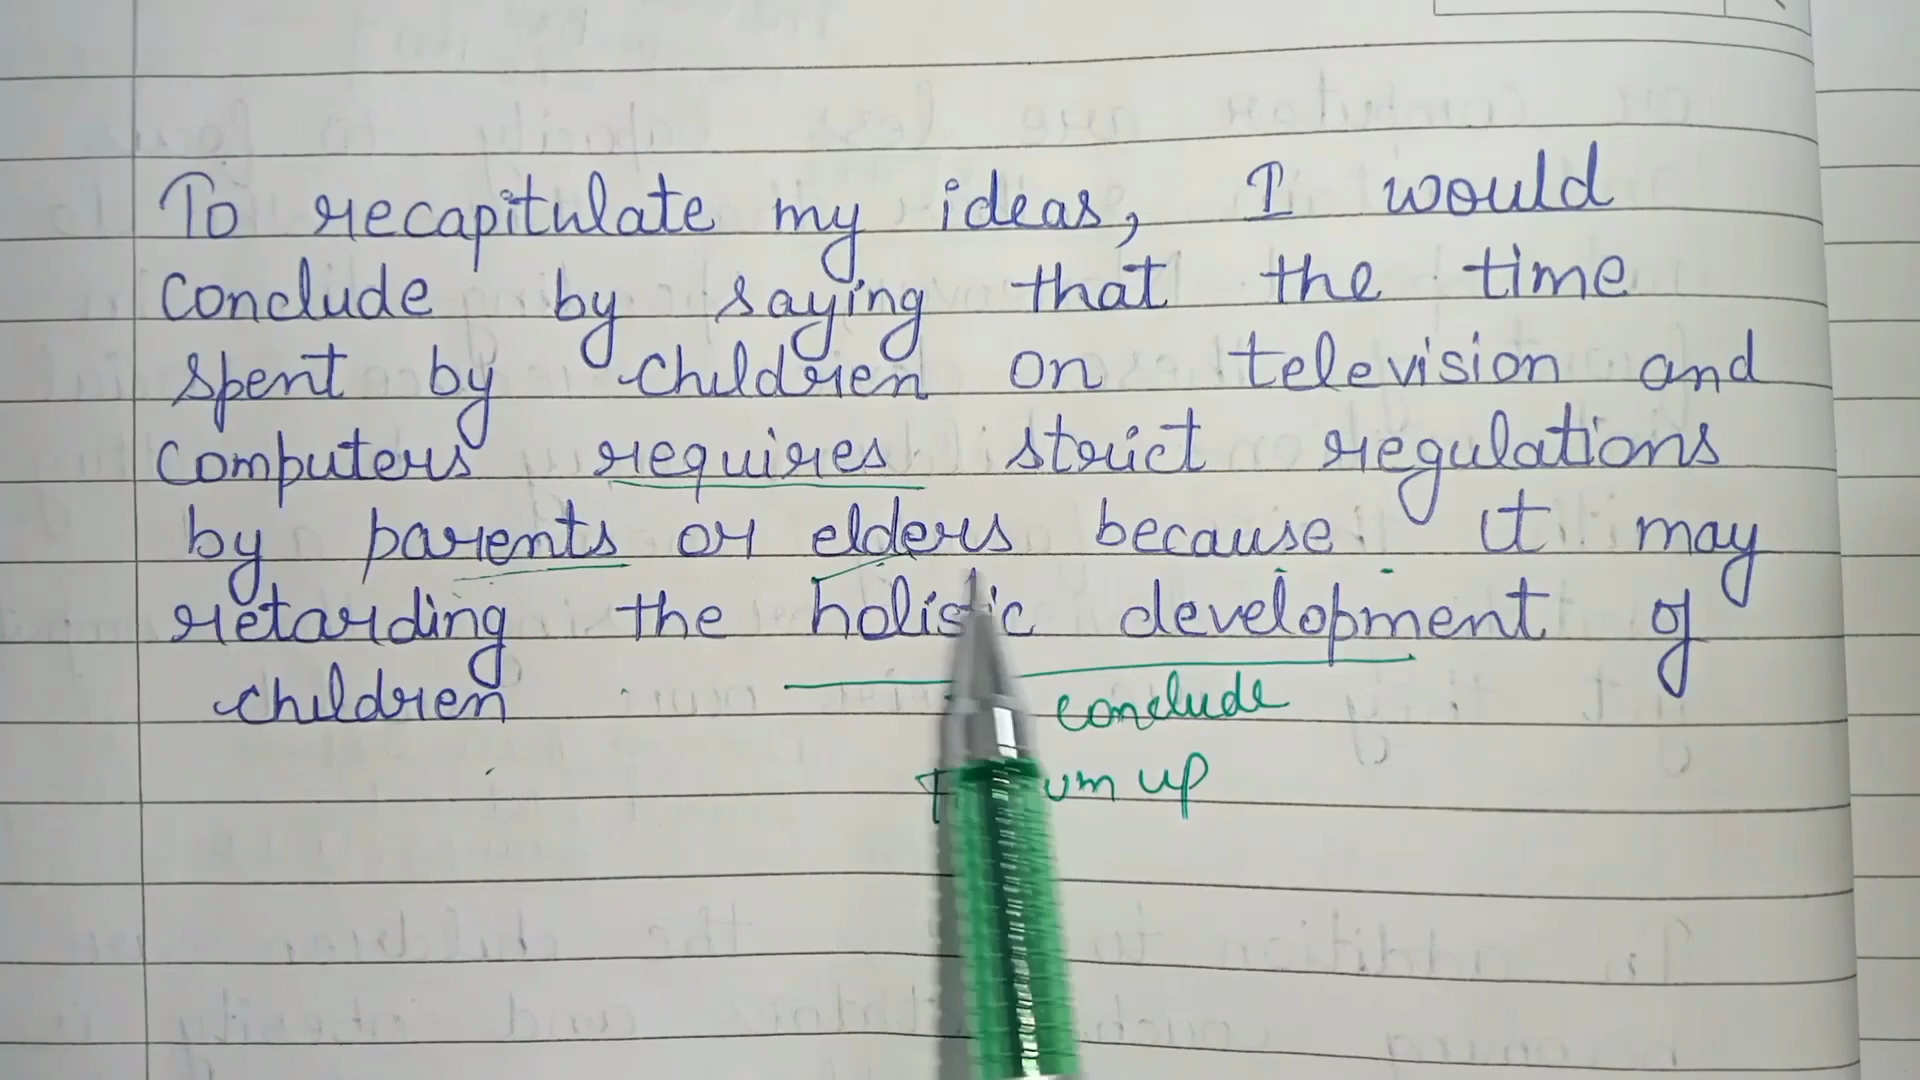 To recapitulate my ideas, I would
conclude by saying that the time
spent by children on television and
computers requires strict regulations
by parents or elders because it may
retarding the holistic development of
children
conclude
um up